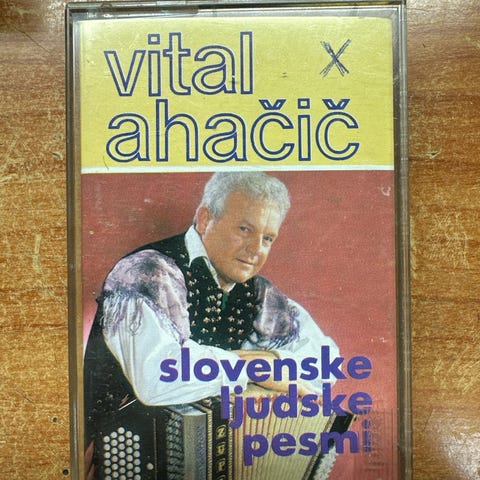 vital
X
ahačič
slovenske
ljudske
pesmi